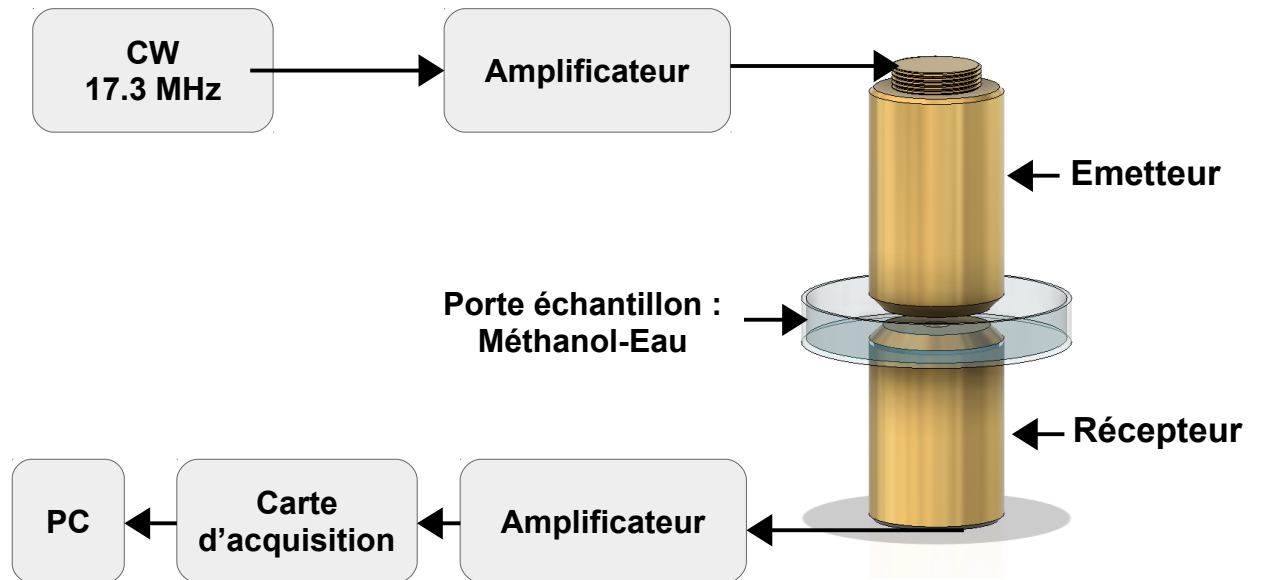 CW
17.3 MHz
Amplificateur
Emetteur
Porte échantillon :
Méthanol-Eau
Récepteur
PC
Carte
d’acquisition
Amplificateur